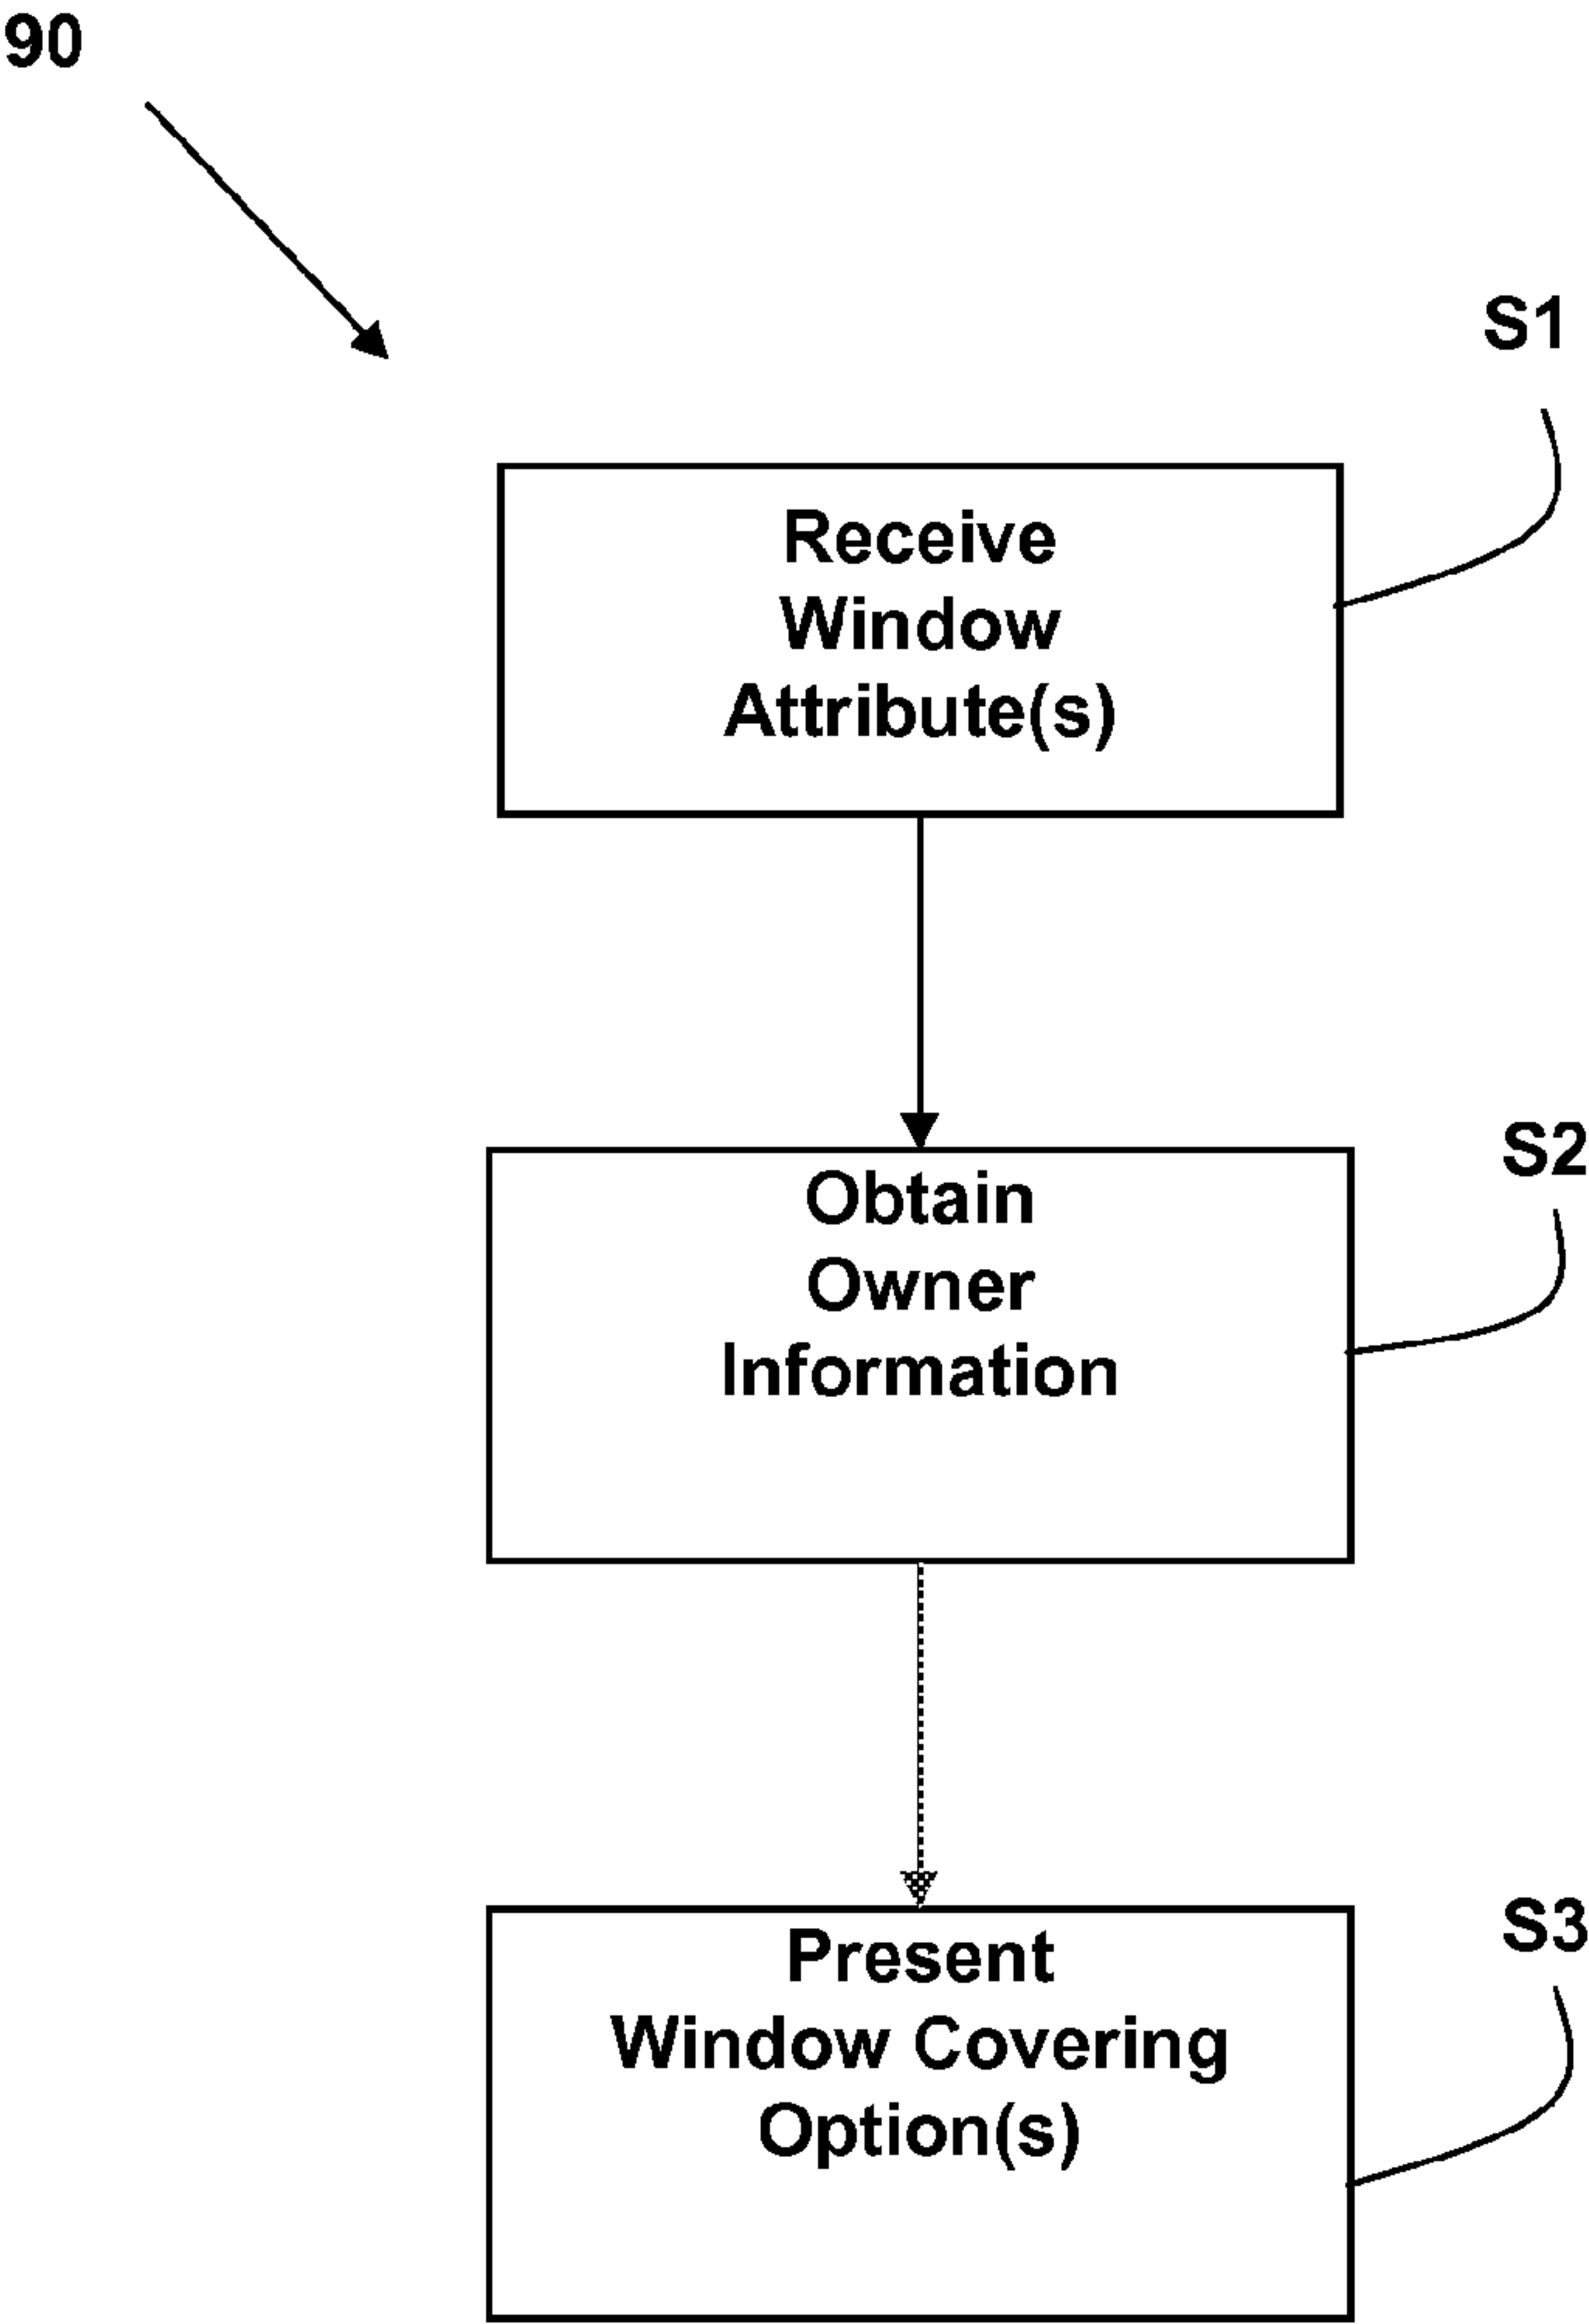 90
S1
Receive
Window
Attribute(s)
S2
Obtain
Owner
Information
S3
Present
Window Covering
Option(s)